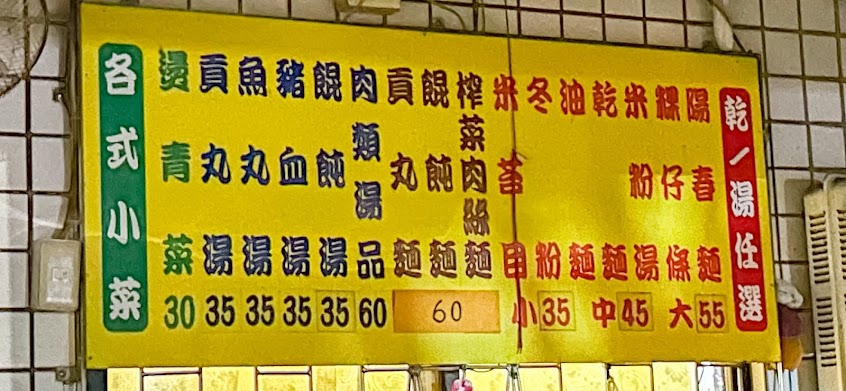 乾/湯任選
陽春麵
粿仔條
米粉湯
乾麵
油麵
冬粉
米苔目
小35 中45 大55
榨菜肉絲麵
餛飩麵
貢丸麵
60
肉類湯品
60
餛飩湯
35
豬血湯
35
魚丸湯
35
貢丸湯
35
燙青菜
30
各式小菜